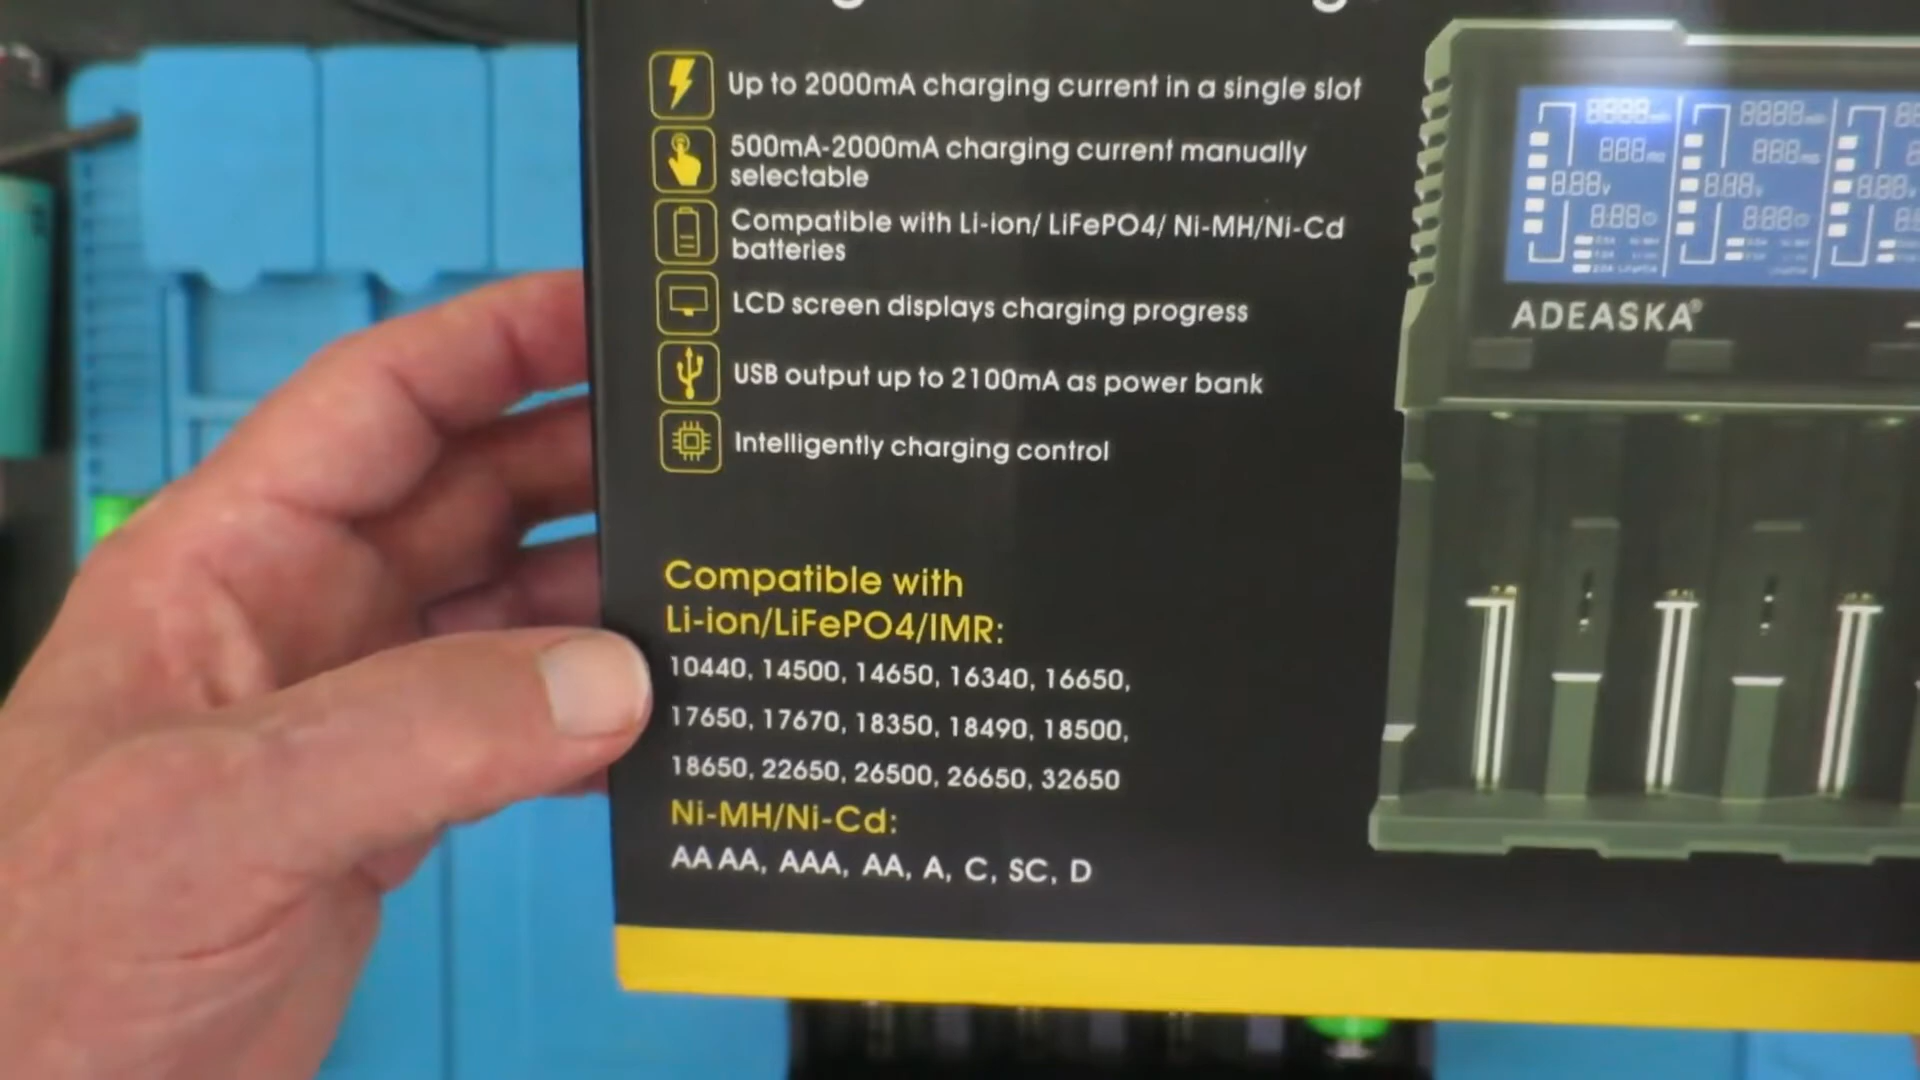 Up to 2000mA charging current in a single slot
500mA-2000mA charging current manually
selectable
Compatible with Li-ion/ LiFePO4/ Ni-MH/Ni-Cd
batteries
LCD screen displays charging progress
USB output up to 2100mA as power bank
Intelligently charging control
Compatible with
Li-ion/LiFePO4/IMR:
10440, 14500, 14650, 16340, 16650,
17650, 17670, 18350, 18490, 18500,
18650, 22650, 26500, 26650, 32650
Ni-MH/Ni-Cd:
AA AA, AAA, AA, A, C, SC, D
ADEASKA®